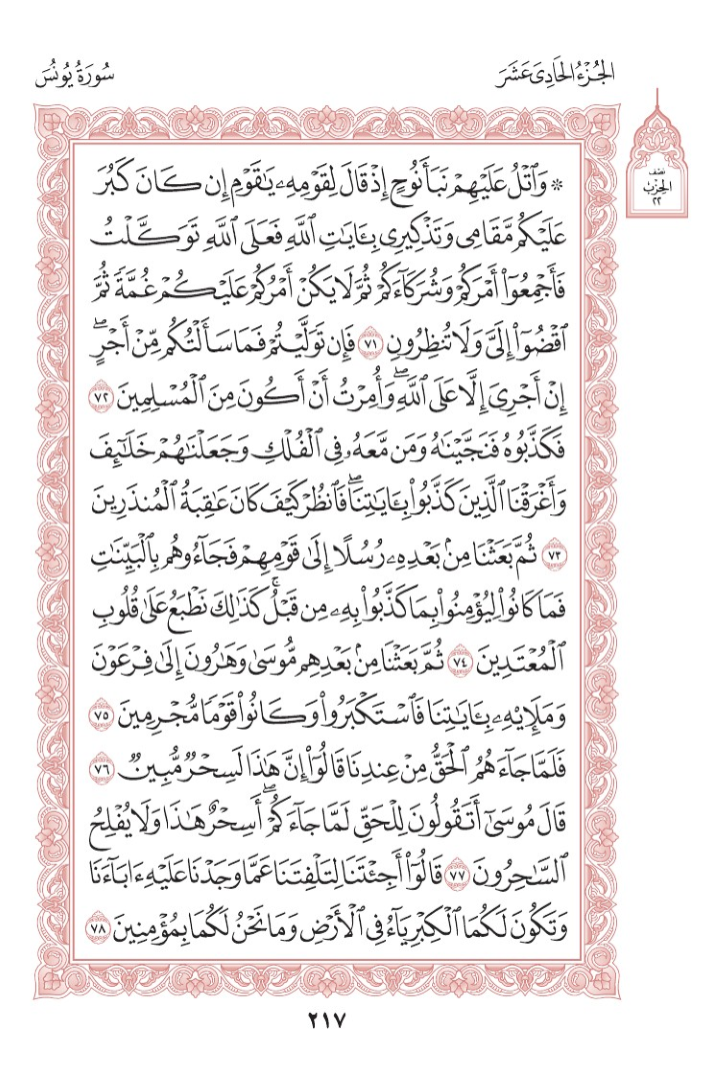 الجُزْءُ الحَادِىَ عَشَرَ
سُورَةُ يُونُسَ
نصف
الحِزْب
٢٢
۞ وَٱتۡلُ عَلَيۡهِمۡ نَبَأَ نُوحٍ إِذۡ قَالَ لِقَوۡمِهِۦ يَٰقَوۡمِ إِن كَانَ كَبُرَ
عَلَيۡكُم مَّقَامِى وَتَذۡكِيرِى بِـَٔايَٰتِ ٱللَّهِ فَعَلَى ٱللَّهِ تَوَكَّلۡتُ
فَأَجۡمِعُوٓاْ أَمۡرَكُمۡ وَشُرَكَآءَكُمۡ ثُمَّ لَا يَكُنۡ أَمۡرُكُمۡ عَلَيۡكُمۡ غُمَّةٗ ثُمَّ
ٱقۡضُوٓاْ إِلَىَّ وَلَا تُنظِرُونِ ٧١ فَإِن تَوَلَّيۡتُمۡ فَمَا سَأَلۡتُكُم مِّنۡ أَجۡرٍۖ
إِنۡ أَجۡرِىَ إِلَّا عَلَى ٱللَّهِۖ وَأُمِرۡتُ أَنۡ أَكُونَ مِنَ ٱلۡمُسۡلِمِينَ ٧٢
فَكَذَّبُوهُ فَنَجَّيۡنَٰهُ وَمَن مَّعَهُۥ فِى ٱلۡفُلۡكِ وَجَعَلۡنَٰهُمۡ خَلَٰٓئِفَ
وَأَغۡرَقۡنَا ٱلَّذِينَ كَذَّبُواْ بِـَٔايَٰتِنَاۖ فَٱنظُرۡ كَيۡفَ كَانَ عَٰقِبَةُ ٱلۡمُنذَرِينَ
٧٣ ثُمَّ بَعَثۡنَا مِنۢ بَعۡدِهِۦ رُسُلًا إِلَىٰ قَوۡمِهِمۡ فَجَآءُوهُم بِٱلۡبَيِّنَٰتِ
فَمَا كَانُواْ لِيُؤۡمِنُواْ بِمَا كَذَّبُواْ بِهِۦ مِن قَبۡلُۚ كَذَٰلِكَ نَطۡبَعُ عَلَىٰ قُلُوبِ
ٱلۡمُعۡتَدِينَ ٧٤ ثُمَّ بَعَثۡنَا مِنۢ بَعۡدِهِم مُّوسَىٰ وَهَٰرُونَ إِلَىٰ فِرۡعَوۡنَ
وَمَلَإِيْهِۦ بِـَٔايَٰتِنَا فَٱسۡتَكۡبَرُواْ وَكَانُواْ قَوۡمٗا مُّجۡرِمِينَ ٧٥
فَلَمَّا جَآءَهُمُ ٱلۡحَقُّ مِنۡ عِندِنَا قَالُوٓاْ إِنَّ هَٰذَا لَسِحۡرٞ مُّبِينٞ ٧٦
قَالَ مُوسَىٰٓ أَتَقُولُونَ لِلۡحَقِّ لَمَّا جَآءَكُمۡۖ أَسِحۡرٌ هَٰذَا وَلَا يُفۡلِحُ
ٱلسَّٰحِرُونَ ٧٧ قَالُوٓاْ أَجِئۡتَنَا لِتَلۡفِتَنَا عَمَّا وَجَدۡنَا عَلَيۡهِ ءَابَآءَنَا
وَتَكُونَ لَكُمَا ٱلۡكِبۡرِيَآءُ فِى ٱلۡأَرۡضِ وَمَا نَحۡنُ لَكُمَا بِمُؤۡمِنِينَ ٧٨
٢١٧